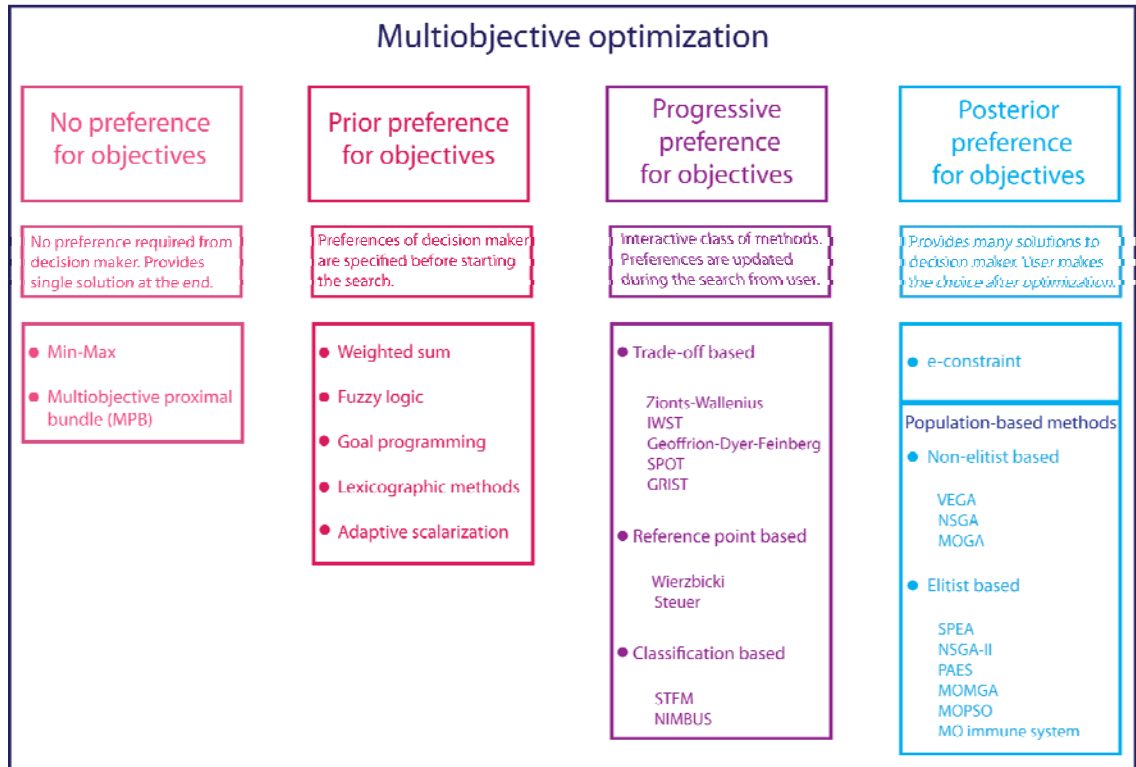 Multiobjective optimization
No preference
for objectives
No preference required from
decision maker. Provides
single solution at the end.
Min-Max
Multiobjective proximal
bundle (MPB)
Prior preference
for objectives
Preferences of decision maker
are specified before starting
the search.
Weighted sum
Fuzzy logic
Goal programming
Lexicographic methods
Adaptive scalarization
Progressive
preference
for objectives
Interactive class of methods.
Preferences are updated
during the search from user.
Trade-off based
Zionts-Wallenius
IWST
Geoffrion-Dyer-Feinberg
SPOT
GRIST
Reference point based
Wierzbicki
Steuer
Classification based
STEM
NIMBUS
Posterior
preference
for objectives
Provides many solutions to
decision maker. User makes
the choice after optimization.
e-constraint
Population-based methods
Non-elitist based
VEGA
NSGA
MOGA
Elitist based
SPEA
NSGA-II
PAES
MOMGA
MOPSO
MO immune system